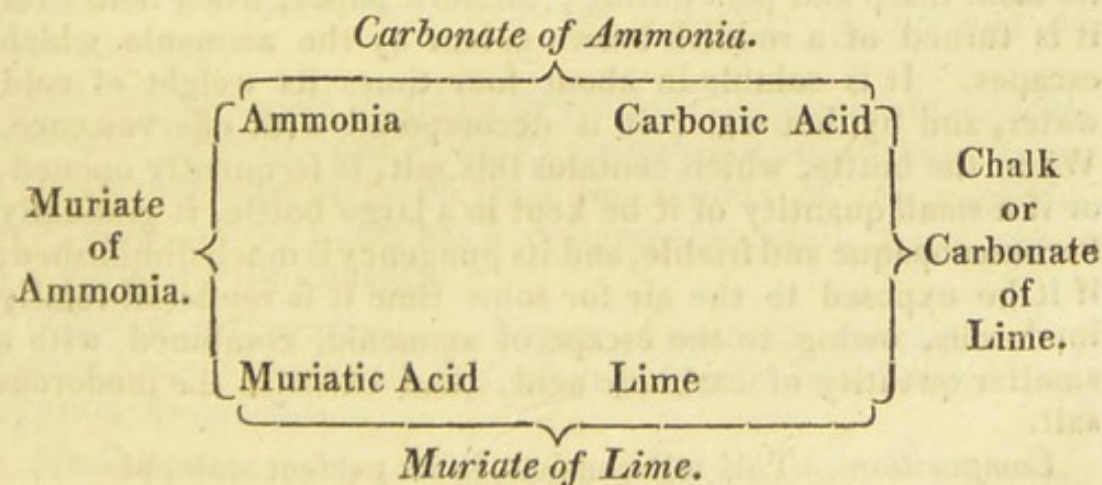 Carbonate of Ammonia.
Ammonia Carbonic Acid
Muriate
of
Ammonia.
Chalk
or
Carbonate
of
Lime.
Muriatic Acid Lime
Muriate of Lime.